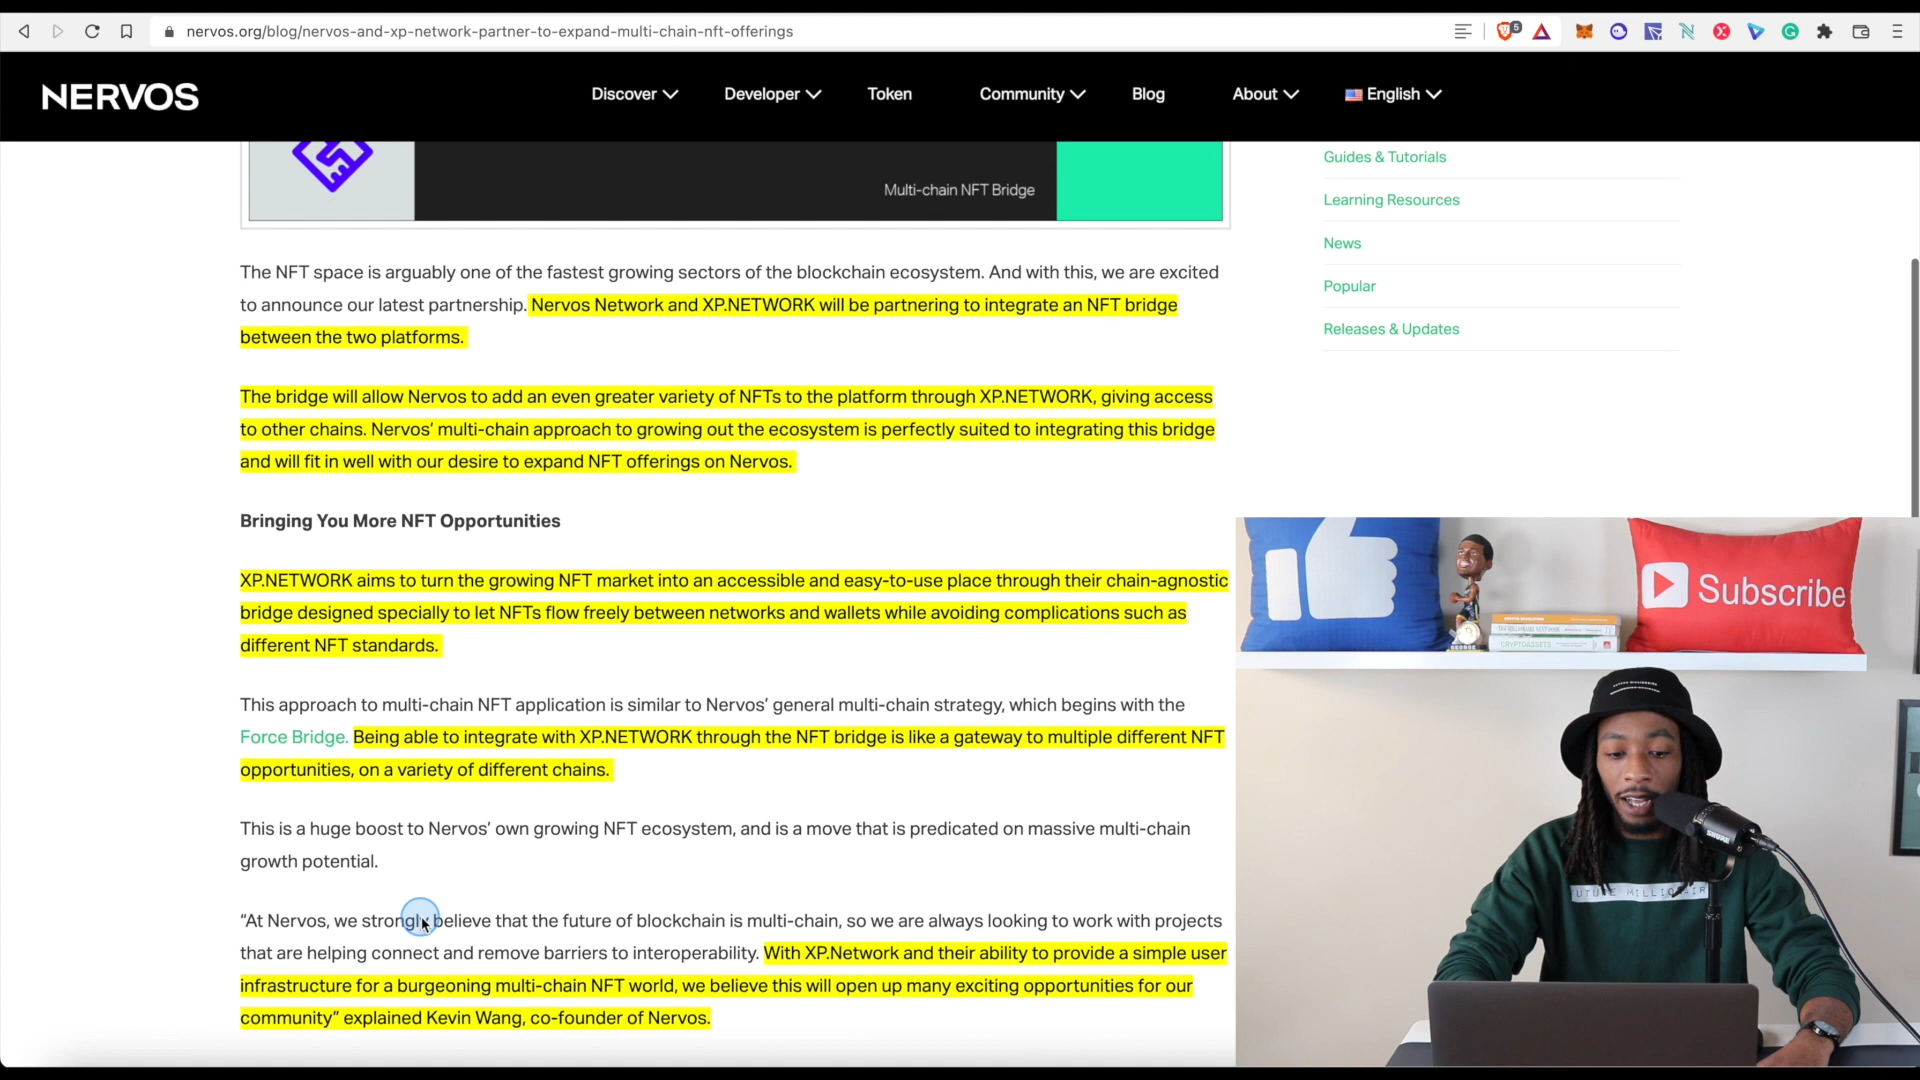 nervos.org/blog/nervos-and-xp-network-partner-to-expand-multi-chain-nft-offerings
5
NERVOS
Discover
Developer
Token
Community
Blog
About
English
Multi-chain NFT Bridge
Guides & Tutorials
Learning Resources
News
Popular
Releases & Updates
The NFT space is arguably one of the fastest growing sectors of the blockchain ecosystem. And with this, we are excited
to announce our latest partnership. Nervos Network and XP.NETWORK will be partnering to integrate an NFT bridge
between the two platforms.
The bridge will allow Nervos to add an even greater variety of NFTs to the platform through XP.NETWORK, giving access
to other chains. Nervos’ multi-chain approach to growing out the ecosystem is perfectly suited to integrating this bridge
and will fit in well with our desire to expand NFT offerings on Nervos.
Bringing You More NFT Opportunities
XP.NETWORK aims to turn the growing NFT market into an accessible and easy-to-use place through their chain-agnostic
bridge designed specially to let NFTs flow freely between networks and wallets while avoiding complications such as
different NFT standards.
This approach to multi-chain NFT application is similar to Nervos’ general multi-chain strategy, which begins with the
Force Bridge. Being able to integrate with XP.NETWORK through the NFT bridge is like a gateway to multiple different NFT
opportunities, on a variety of different chains.
This is a huge boost to Nervos’ own growing NFT ecosystem, and is a move that is predicated on massive multi-chain
growth potential.
“At Nervos, we strongly believe that the future of blockchain is multi-chain, so we are always looking to work with projects
that are helping connect and remove barriers to interoperability. With XP.Network and their ability to provide a simple user
infrastructure for a burgeoning multi-chain NFT world, we believe this will open up many exciting opportunities for our
community” explained Kevin Wang, co-founder of Nervos.
Subscribe
CRYPTOASSETS
SHURE